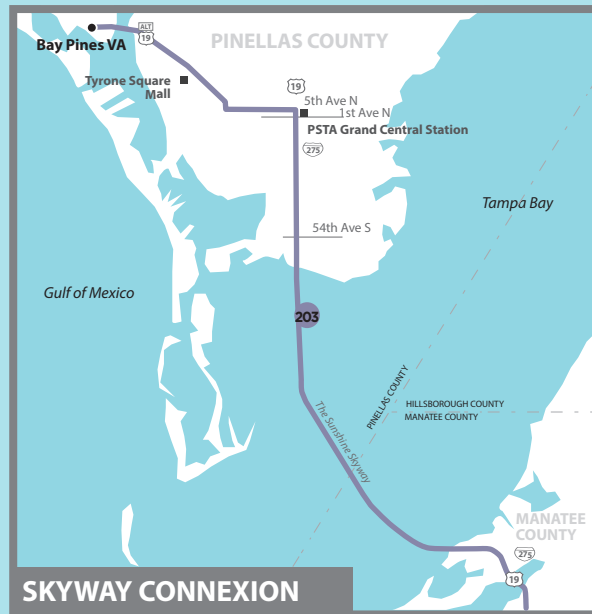 ALT
19
PINELLAS COUNTY
Bay Pines VA
Tyrone Square
Mall
19
5th Ave N
1st Ave N
PSTA Grand Central Station
275
Tampa Bay
54th Ave S
Gulf of Mexico
203
PINELLAS COUNTY
HILLSBOROUGH COUNTY
MANATEE COUNTY
The Sunshine Skyway
MANATEE
COUNTY
275
19
SKYWAY CONNEXION